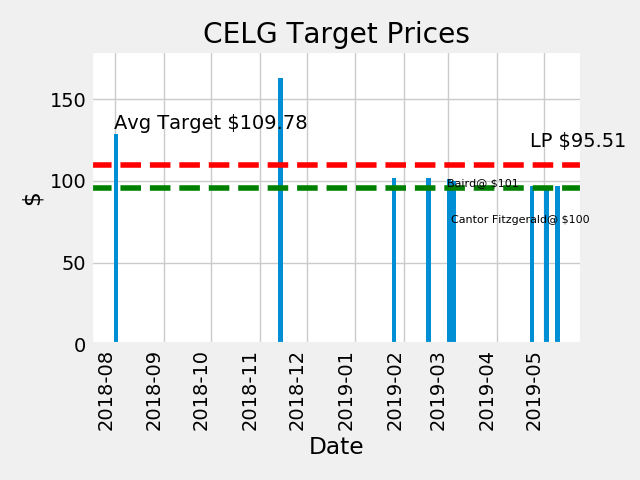 CELG Target Prices
150
Avg Target $109.78
LP $95.51
100
Baird@ $101
Cantor Fitzgerald@ $100
$
50
0
2018-08
2018-09
2018-10
2018-11
2018-12
2019-01
2019-02
2019-03
2019-04
2019-05
Date